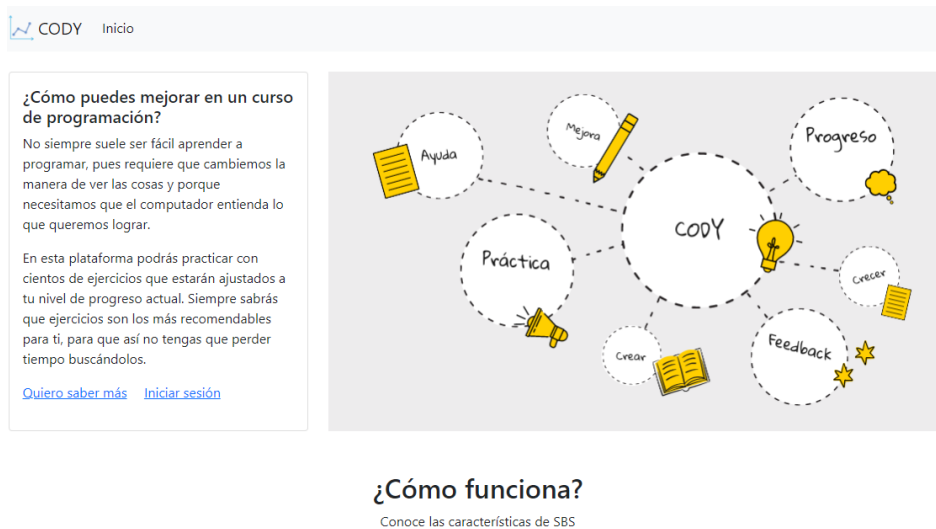 CODY Inicio
¿Cómo puedes mejorar en un curso
de programación?
No siempre suele ser fácil aprender a
programar, pues requiere que cambiemos la
manera de ver las cosas y porque
necesitamos que el computador entienda lo
que queremos lograr.
En esta plataforma podrás practicar con
cientos de ejercicios que estarán ajustados a
tu nivel de progreso actual. Siempre sabrás
que ejercicios son los más recomendables
para ti, para que así no tengas que perder
tiempo buscándolos.
Quiero saber más Iniciar sesión
Ayuda
Mejora
Progreso
CODY
Práctica
Crecer
Crear
Feedback
¿Cómo funciona?
Conoce las características de SBS